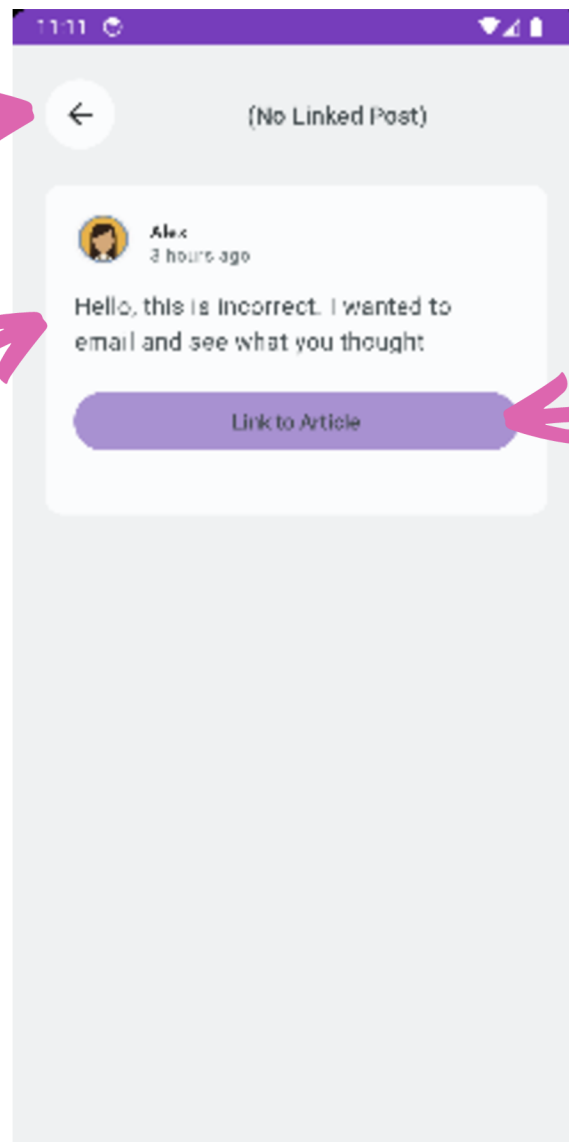 11:11
(No Linked Post)
Alex
3 hours ago
Hello, this is incorrect. I wanted to
email and see what you thought
Link to Article